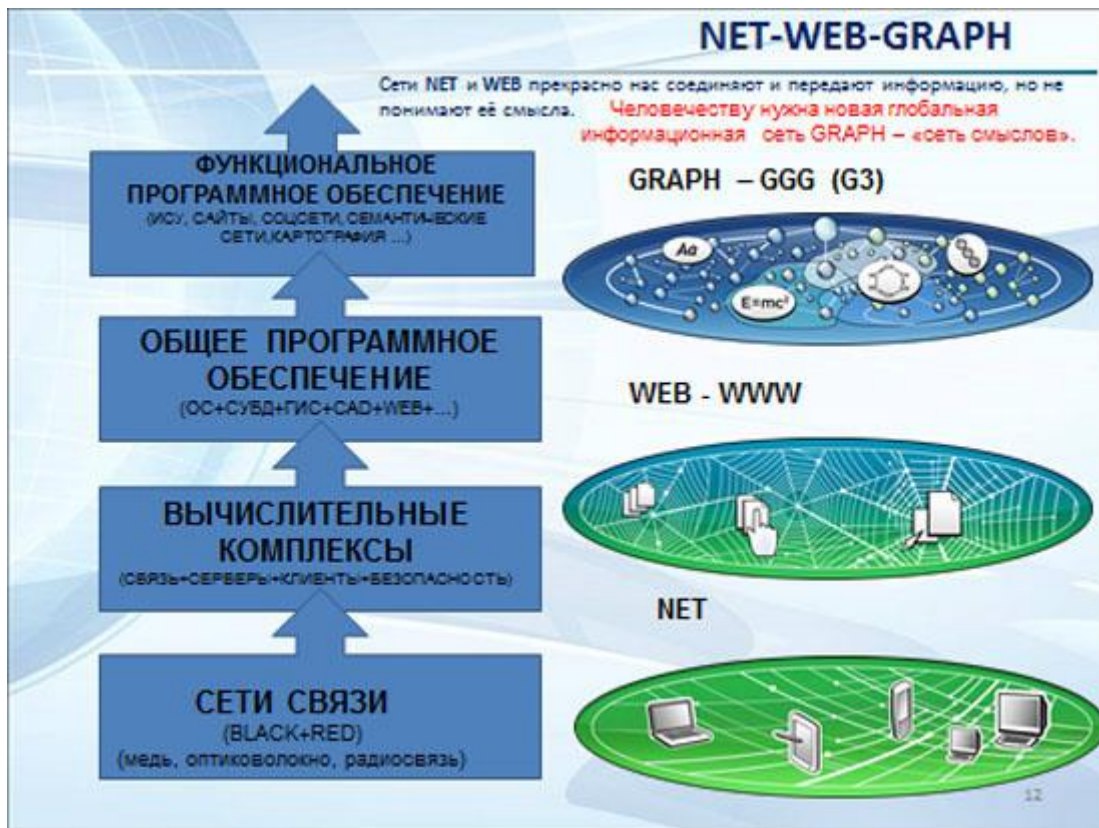 NET-WEB-GRAPH
Сети NET и WEB прекрасно нас соединяют и передают информацию, но не
понимают её смысла. Человечеству нужна новая глобальная
информационная сеть GRAPH – «сеть смыслов».
ФУНКЦИОНАЛЬНОЕ
ПРОГРАММНОЕ ОБЕСПЕЧЕНИЕ
(ИСУ, САЙТЫ, СОЦСЕТИ, СЕМАНТИЧЕСКИЕ
СЕТИ,КАРТОГРАФИЯ ...)
GRAPH – GGG (G3)
Aa
E=mc²
ОБЩЕЕ ПРОГРАММНОЕ
ОБЕСПЕЧЕНИЕ
(ОС+СУБД+ГИС+CAD+WEB+...)
WEB - WWW
ВЫЧИСЛИТЕЛЬНЫЕ
КОМПЛЕКСЫ
(СВЯЗЬ+СЕРВЕРЫ+КЛИЕНТЫ+БЕЗОПАСНОСТЬ)
NET
СЕТИ СВЯЗИ
(BLACK+RED)
(медь, оптиковолокно, радиосвязь)
12